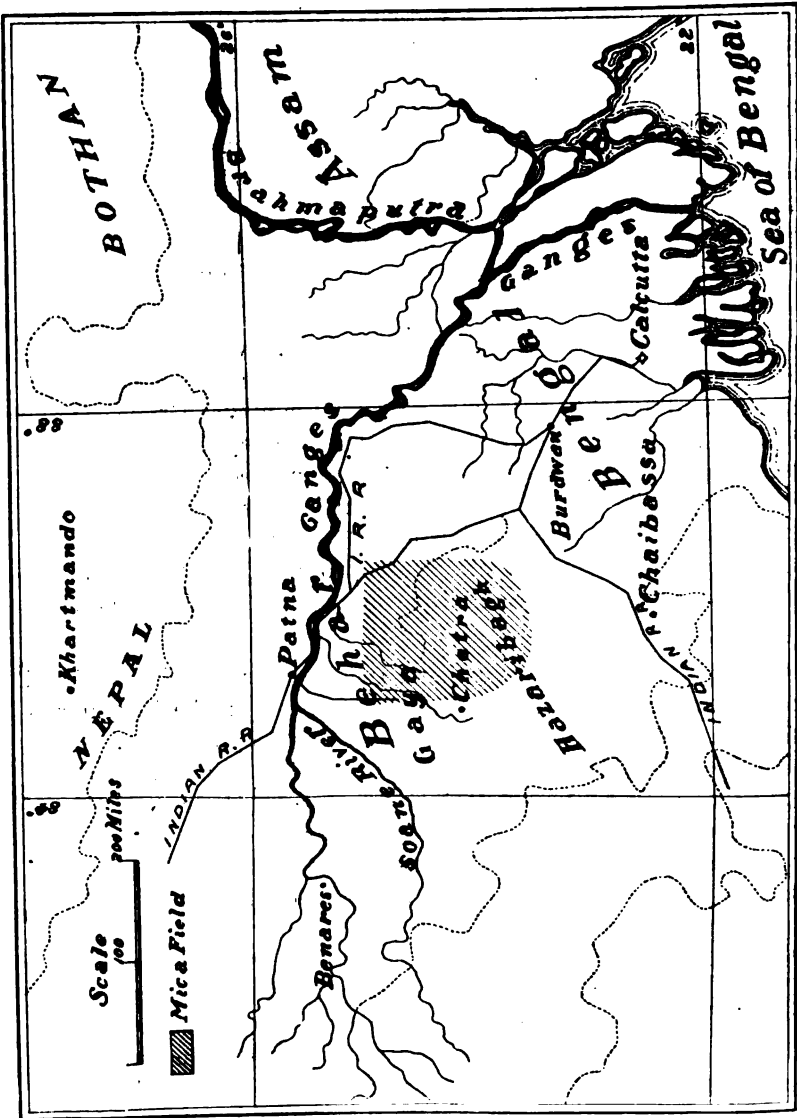 BOTHAN
Assam
26°
22
Brahmaputra
Sea of Bengal
Ganges
Calcutta
Bengal
88
Ganges
Khartmando
NEPAL
Patna
I. R. R
Burdwan
Chaibassa
INDIAN R. R.
Behar
Gaya
Chatra
Hazaribagh
INDIAN R. R
Soane River
84
Benares
Scale
100 200 Miles
Mica Field